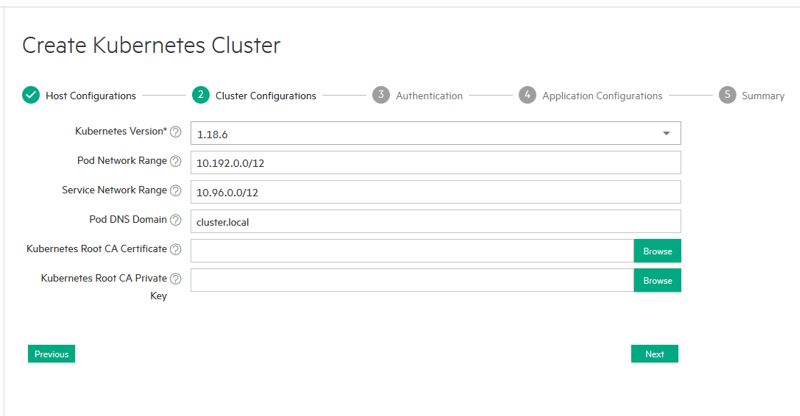 Create Kubernetes Cluster
Host Configurations 2 Cluster Configurations 3 Authentication 4 Application Configurations 5 Summary
Kubernetes Version* ? 1.18.6
Pod Network Range ? 10.192.0.0/12
Service Network Range ? 10.96.0.0/12
Pod DNS Domain ? cluster.local
Kubernetes Root CA Certificate ? Browse
Kubernetes Root CA Private ? Browse
Key
Previous Next